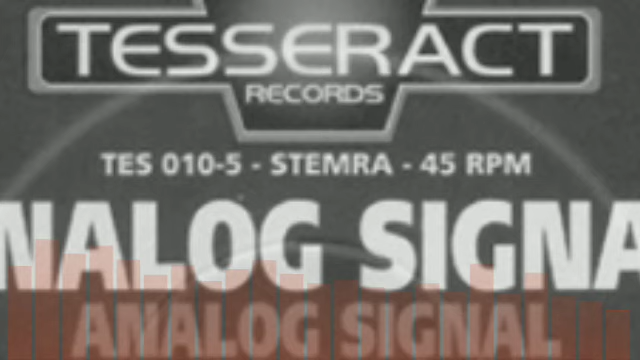 TESSERACT
RECORDS
TES 010-5 - STEMRA - 45 RPM
NALOG SIGNA
ANALOG SIGNAL